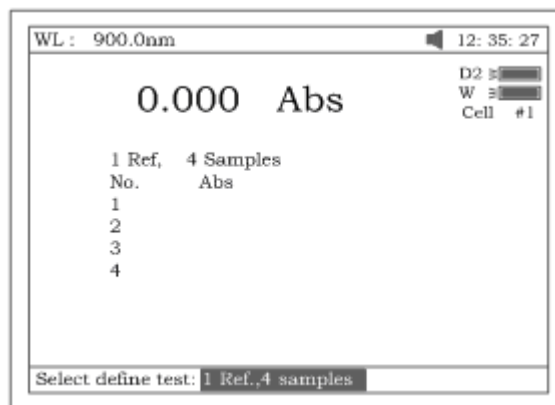 WL : 900.0nm 12: 35: 27
0.000 Abs
D2
W
Cell #1
1 Ref, 4 Samples
No. Abs
1
2
3
4
Select define test: 1 Ref.,4 samples